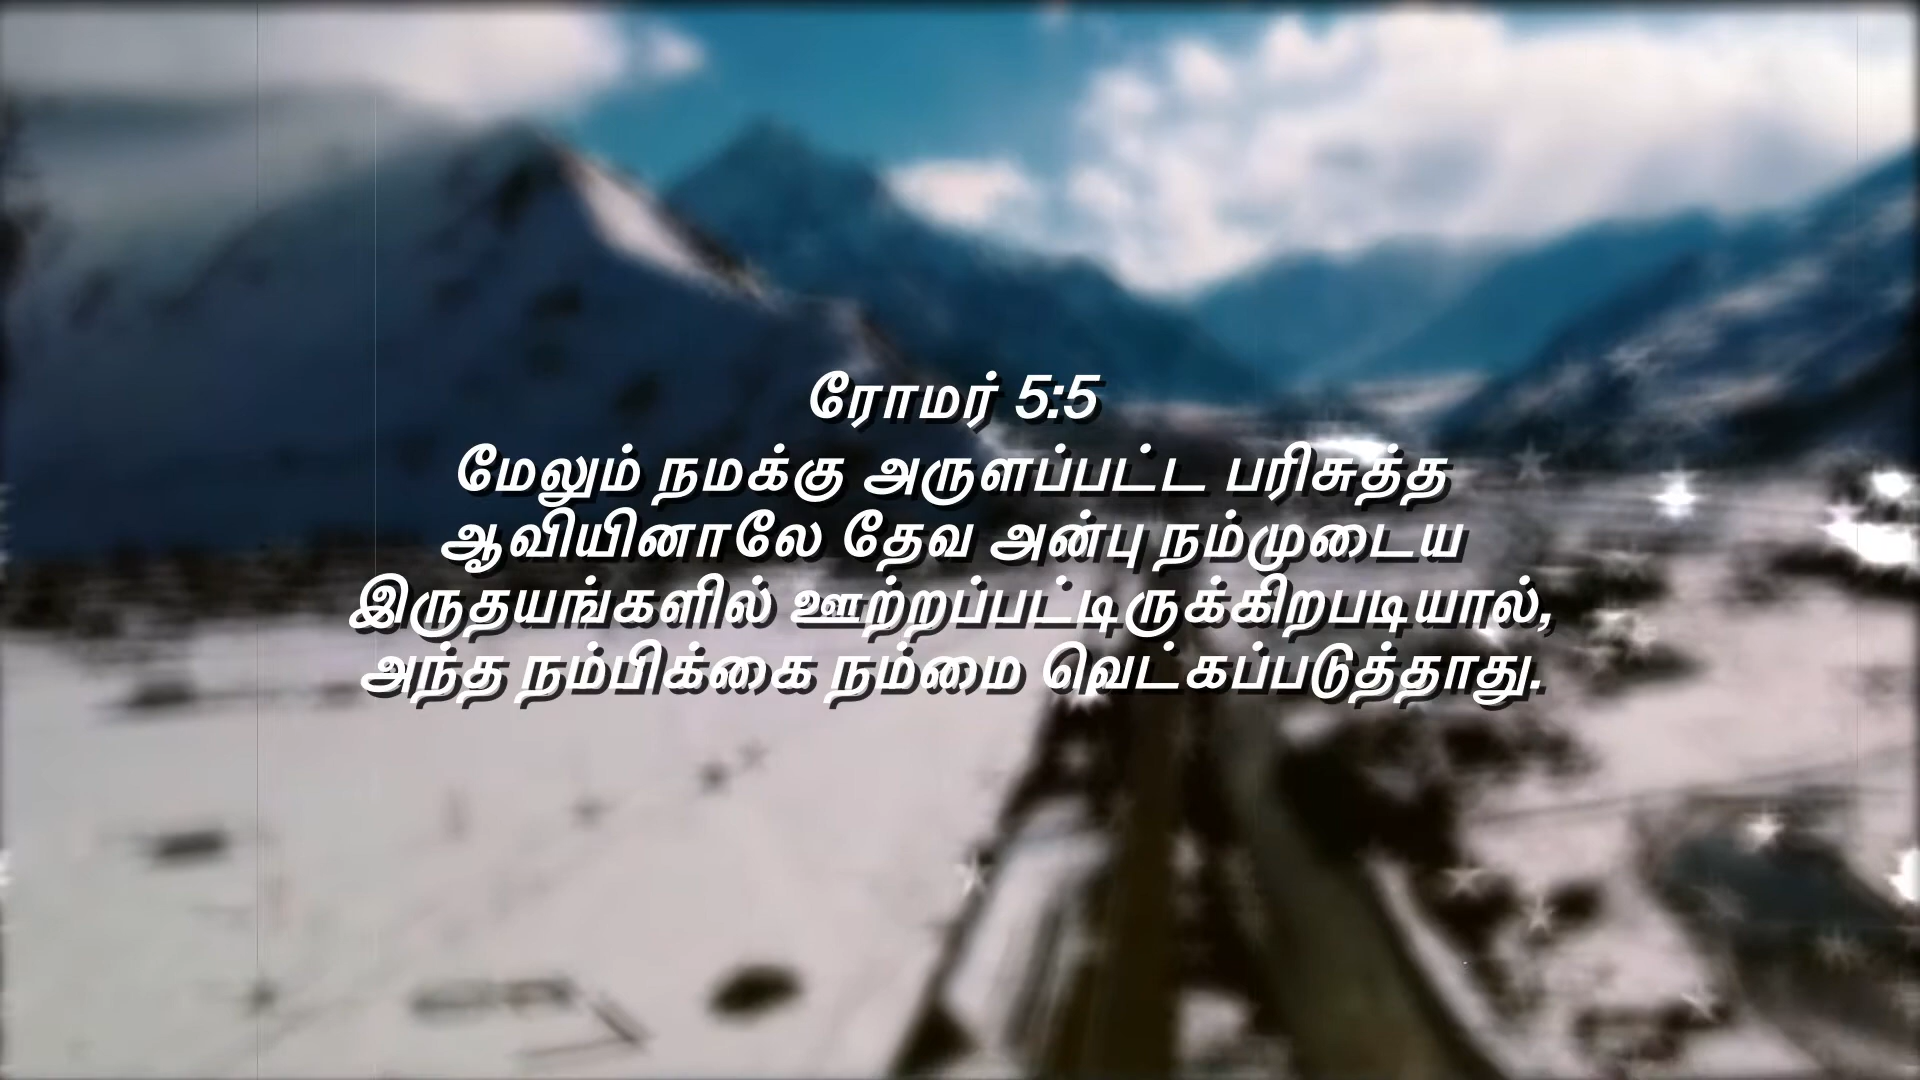 ரோமர் 5:5
மேலும் நமக்கு அருளப்பட்ட பரிசுத்த
ஆவியினாலே தேவ அன்பு நம்முடைய
இருதயங்களில் ஊற்றப்பட்டிருக்கிறபடியால்,
அந்த நம்பிக்கை நம்மை வெட்கப்படுத்தாது.